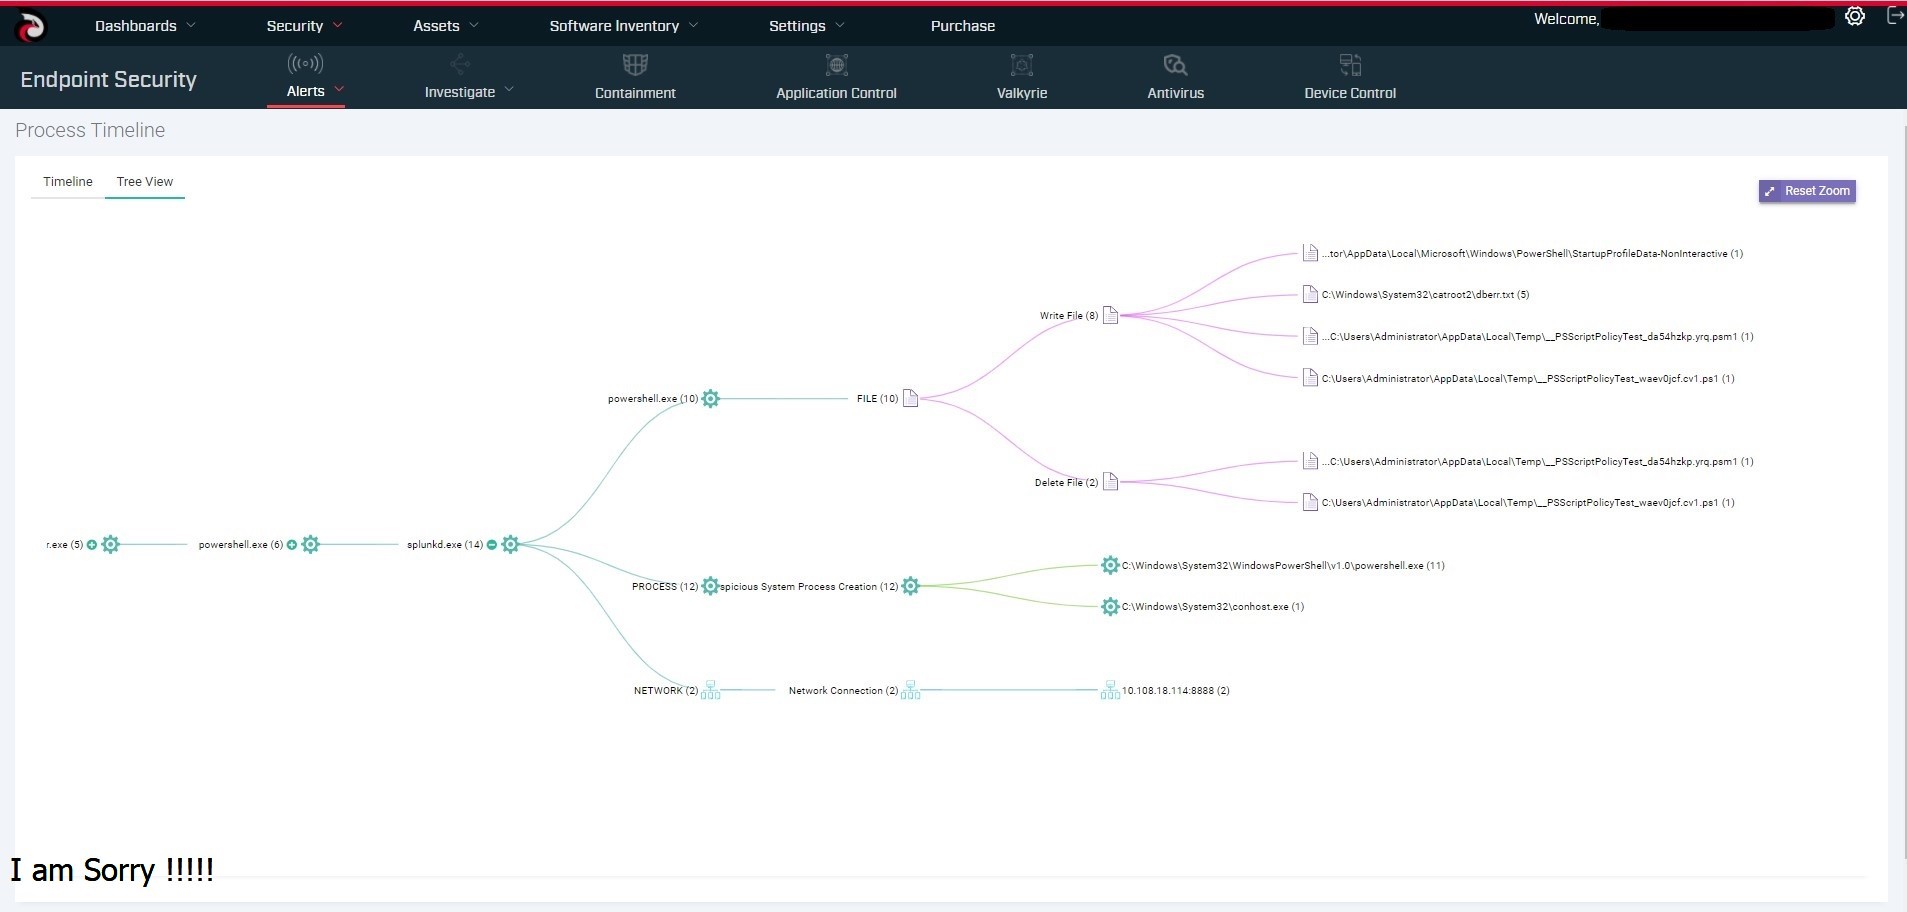 Dashboards Security Assets Software Inventory Settings Purchase Welcome,
Endpoint Security Alerts Investigate Containment Application Control Valkyrie Antivirus Device Control
Process Timeline
Timeline Tree View
Reset Zoom
...tor\AppData\Local\Microsoft\Windows\PowerShell\StartupProfileData-NonInteractive (1)
C:\Windows\System32\catroot2\dberr.txt (5)
Write File (8)
...C:\Users\Administrator\AppData\Local\Temp\__PSScriptPolicyTest_da54hzkp.yrq.psm1 (1)
C:\Users\Administrator\AppData\Local\Temp\__PSScriptPolicyTest_waev0jcf.cv1.ps1 (1)
powershell.exe (10) FILE (10)
...C:\Users\Administrator\AppData\Local\Temp\__PSScriptPolicyTest_da54hzkp.yrq.psm1 (1)
Delete File (2)
C:\Users\Administrator\AppData\Local\Temp\__PSScriptPolicyTest_waev0jcf.cv1.ps1 (1)
r.exe (5) powershell.exe (6) splunkd.exe (14)
C:\Windows\System32\WindowsPowerShell\v1.0\powershell.exe (11)
PROCESS (12) spicious System Process Creation (12)
C:\Windows\System32\conhost.exe (1)
NETWORK (2) Network Connection (2) 10.108.18.114:8888 (2)
I am Sorry !!!!!